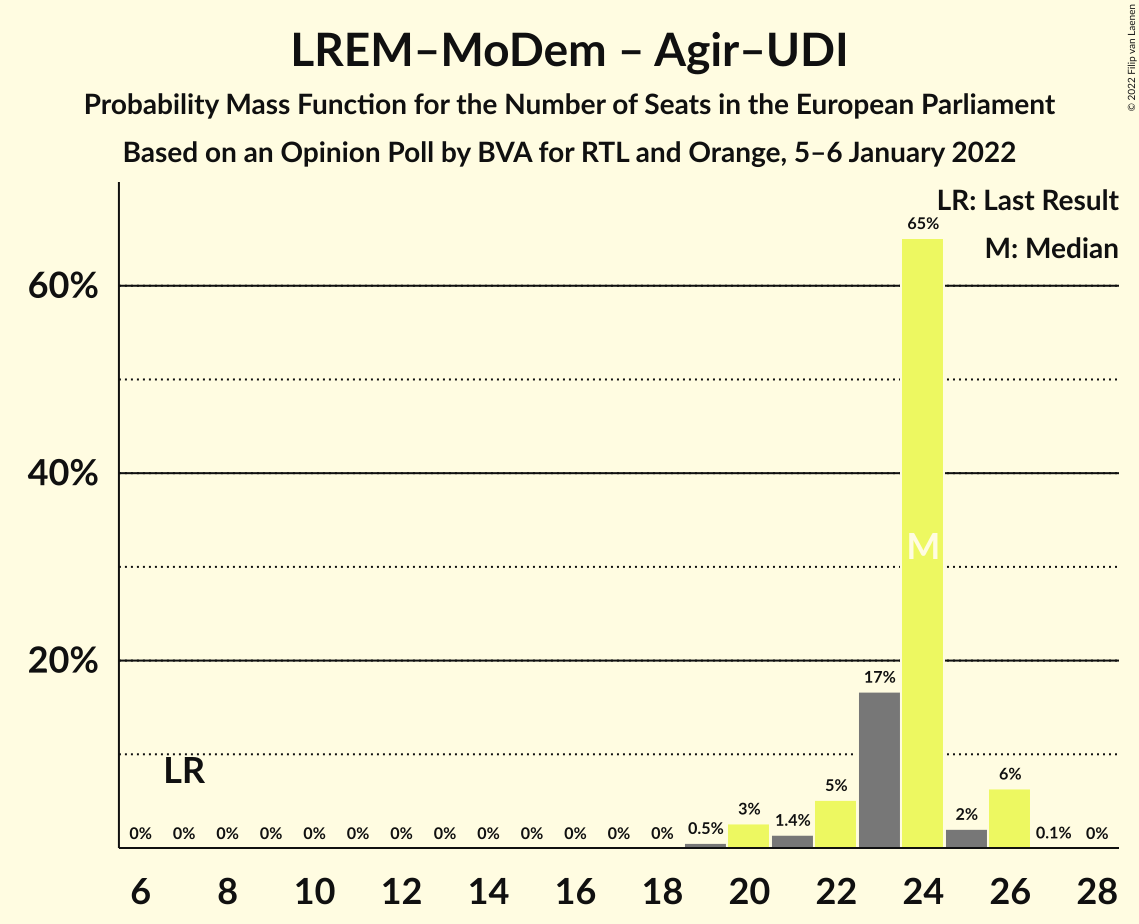 LREM–MoDem – Agir–UDI
Probability Mass Function for the Number of Seats in the European Parliament
Based on an Opinion Poll by BVA for RTL and Orange, 5–6 January 2022
© 2022 Filip van Laenen
LR: Last Result
M: Median
60%
40%
20%
65%
M
17%
LR
6%
5%
3%
2%
1.4%
0.5%
0% 0% 0% 0% 0% 0% 0% 0% 0% 0% 0% 0% 0% 0.1% 0%
6 8 10 12 14 16 18 20 22 24 26 28